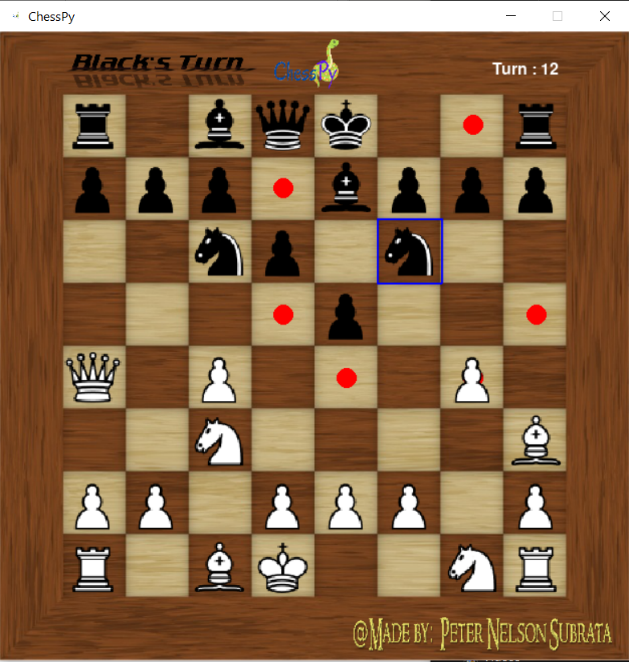 ChessPy
Black's Turn
ChessPy
Turn : 12
@Made by: Peter Nelson Subrata